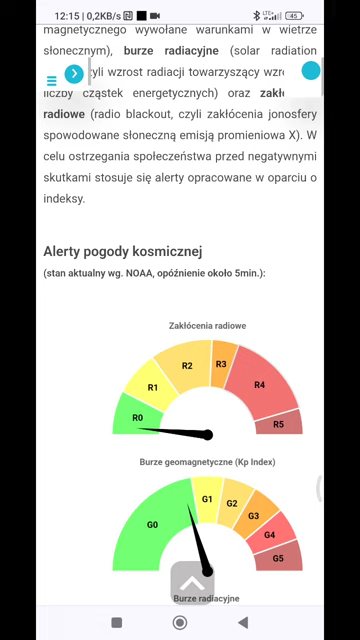 12:15 | 0,2KB/s
LTE+
45
magnetycznego wywołane warunkami w wietrze
słonecznym), burze radiacyjne (solar radiation
czyli wzrost radiacji towarzyszący
liczby cząstek energetycznych) oraz
radiowe (radio blackout, czyli zakłócenia jonosfery
spowodowane słoneczną emisją promieniowa X). W
celu ostrzegania społeczeństwa przed negatywnymi
skutkami stosuje się alerty opracowane w oparciu o
indeksy.
Alerty pogody kosmicznej
(stan aktualny wg. NOAA, opóźnienie około 5min.):
Zakłócenia radiowe
R0
R1
R2
R3
R4
R5
Burze geomagnetyczne (Kp Index)
G0
G1
G2
G3
G4
G5
Burze radiacyjne